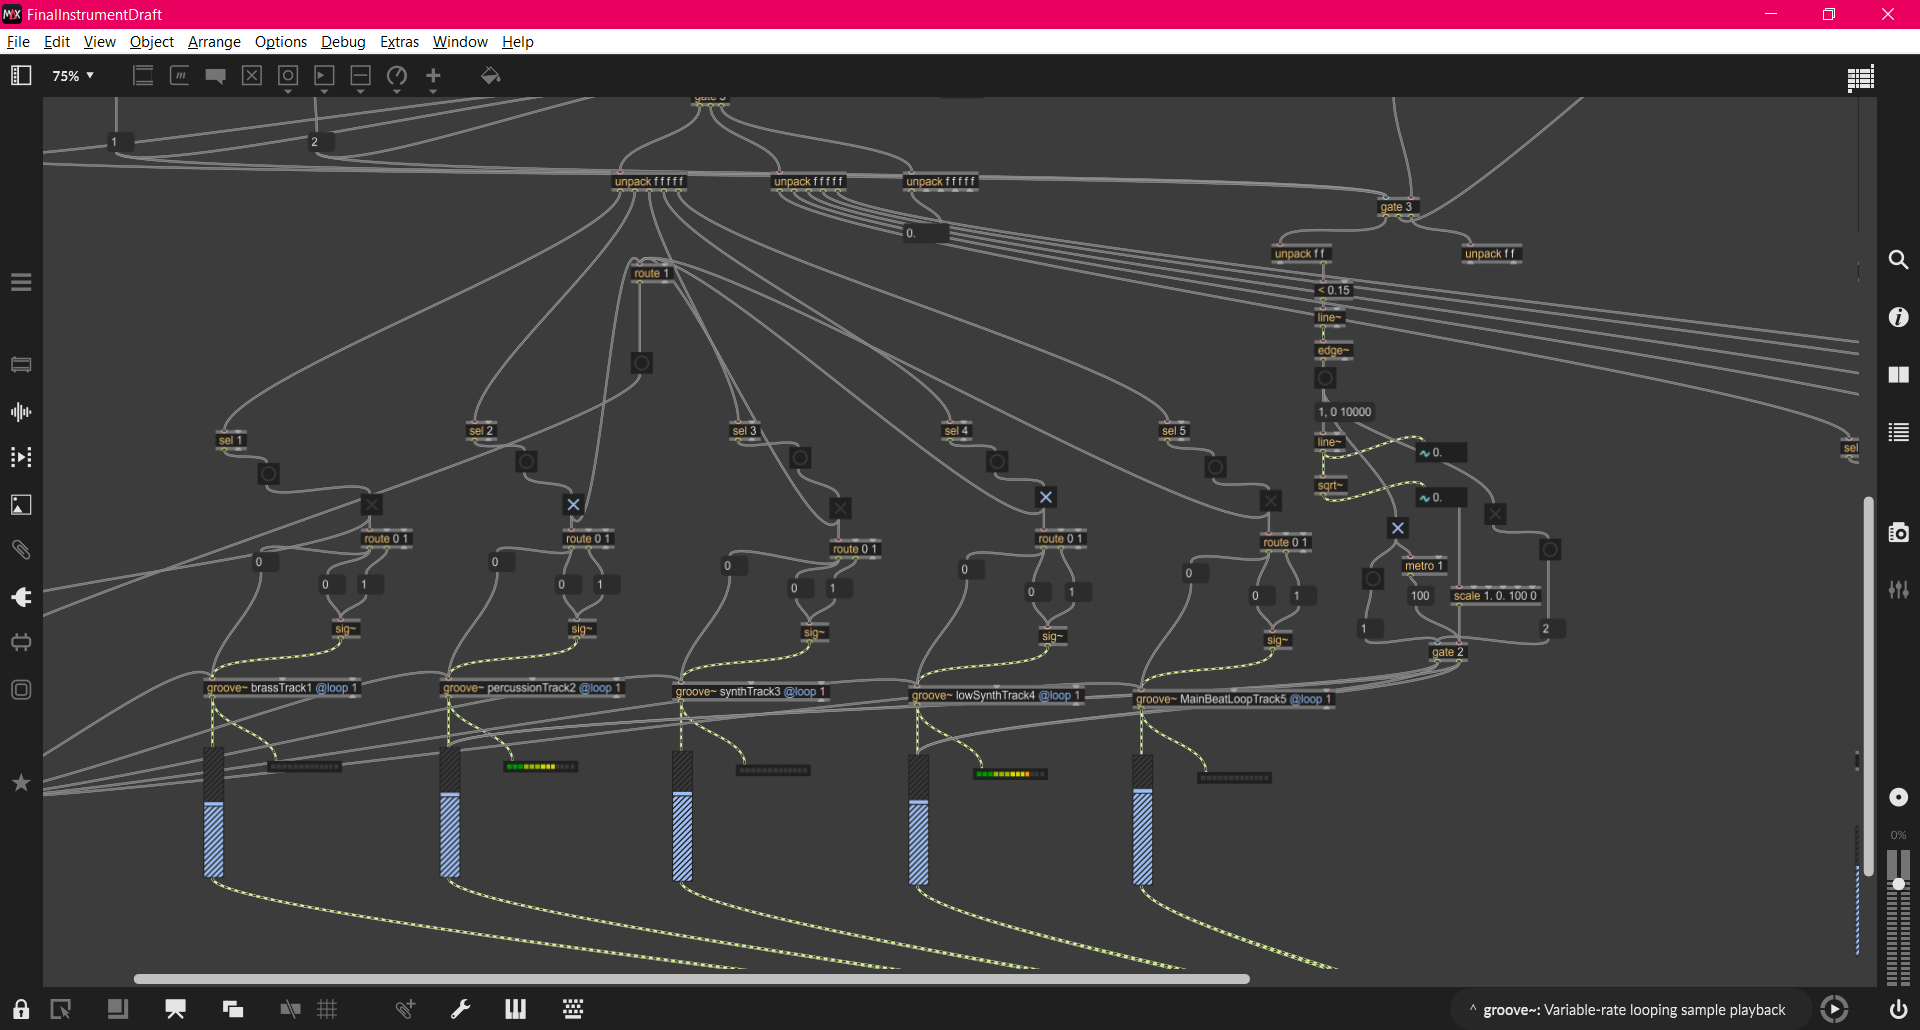 FinalInstrumentDraft
File Edit View Object Arrange Options Debug Extras Window Help
75%
gate 3
1
2
unpack f f f f f
unpack f f f f f
unpack f f f f f
gate 3
0.
unpack f f
unpack f f
route 1
< 0.15
line~
edge~
1, 0 10000
sel 1
sel 2
sel 3
sel 4
sel 5
line~
0.
sel
sqrt~
0.
route 0 1
route 0 1
route 0 1
route 0 1
route 0 1
0
0
0
0
0
metro 1
0
1
0
1
0
1
0
1
0
1
100
scale 1. 0. 100 0
sig~
sig~
sig~
sig~
sig~
1
2
gate 2
groove~ brassTrack1 @loop 1
groove~ percussionTrack2 @loop 1
groove~ synthTrack3 @loop 1
groove~ lowSynthTrack4 @loop 1
groove~ MainBeatLoopTrack5 @loop 1
0%
^ groove~: Variable-rate looping sample playback